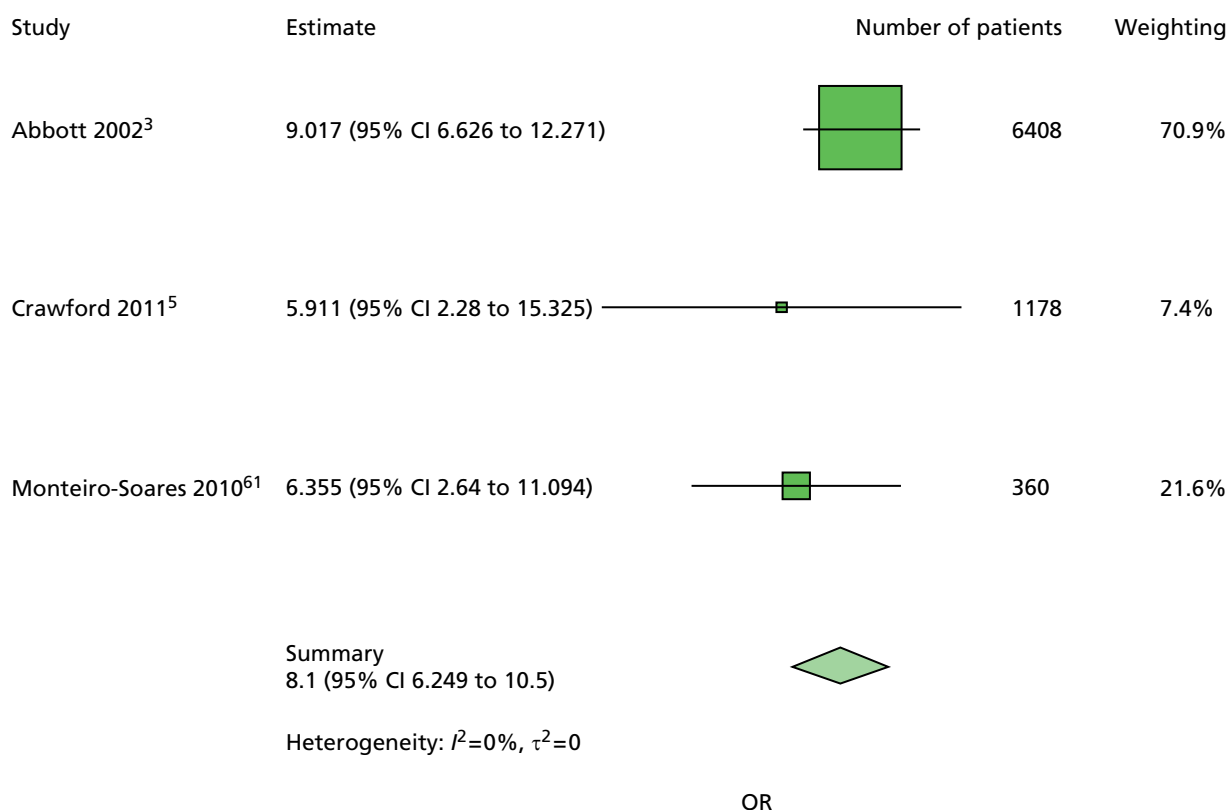 Study Estimate Number of patients Weighting
Abbott 2002³ 9.017 (95% CI 6.626 to 12.271) 6408 70.9%
Crawford 2011⁵ 5.911 (95% CI 2.28 to 15.325) 1178 7.4%
Monteiro-Soares 2010⁶¹ 6.355 (95% CI 2.64 to 11.094) 360 21.6%
Summary
8.1 (95% CI 6.249 to 10.5)
Heterogeneity: I²=0%, τ²=0
OR